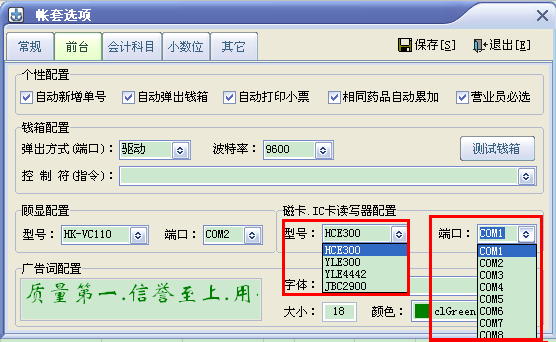 帐套选项
常规 前台 会计科目 小数位 其它 保存[S] 退出[E]
个性配置
自动新增单号 自动弹出钱箱 自动打印小票 相同药品自动累加 营业员必选
钱箱配置
弹出方式(端口): 驱动 波特率: 9600 测试钱箱
控 制 符(指令):
顾显配置 磁卡.IC卡读写器配置
型号: HK-VC110 端口: COM2 型号: HCE300 端口: COM1
HCE300 COM1
YLE300 COM2
YLE4442 COM3
JBC2900 COM4
COM5
COM6
COM7
COM8
广告词配置
质量第一.信誉至上.用 字体:
大小: 18 颜色: clGreen